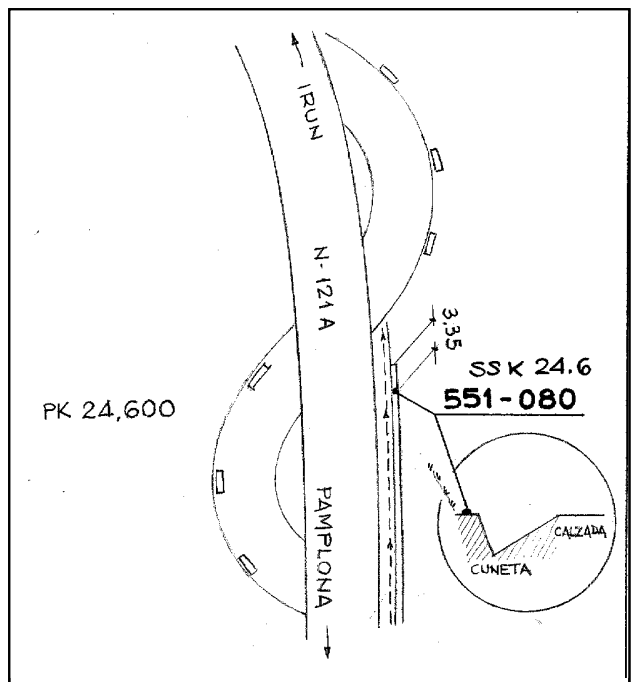 IRUN
N-121A
3,35
SSK 24.6
551-080
PK 24,600
PAMPLONA
CALZADA
CUNETA